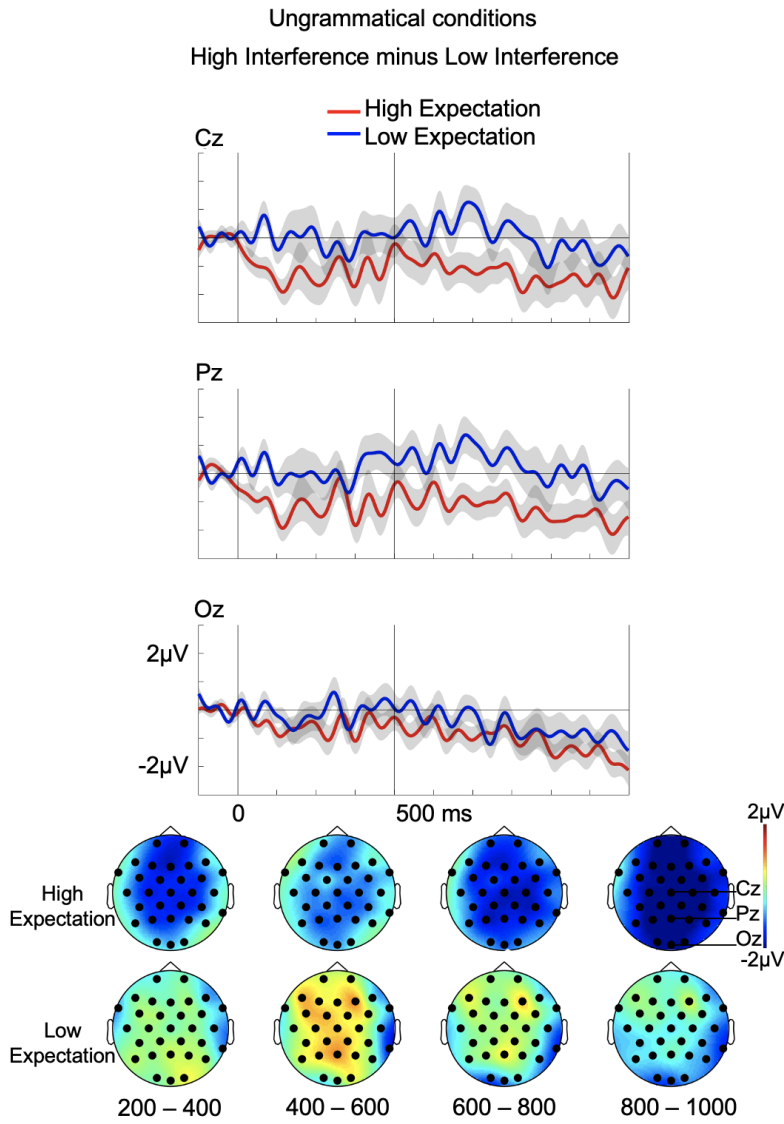 Ungrammatical conditions
High Interference minus Low Interference
High Expectation
Low Expectation
Cz
Pz
Oz
2µV
-2µV
0
500 ms
2µV
High
Expectation
Cz
Pz
Oz
-2µV
Low
Expectation
200 – 400
400 – 600
600 – 800
800 – 1000